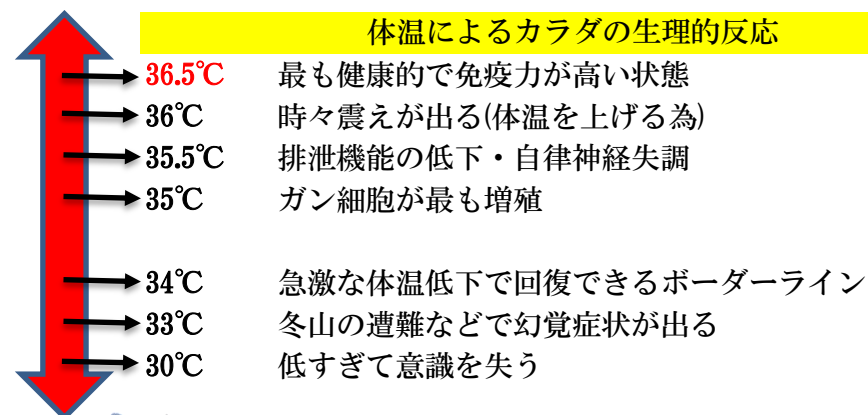 体温によるカラダの生理的反応
36.5℃ 最も健康的で免疫力が高い状態
36℃ 時々震えが出る(体温を上げる為)
35.5℃ 排泄機能の低下・自律神経失調
35℃ ガン細胞が最も増殖
34℃ 急激な体温低下で回復できるボーダーライン
33℃ 冬山の遭難などで幻覚症状が出る
30℃ 低すぎて意識を失う